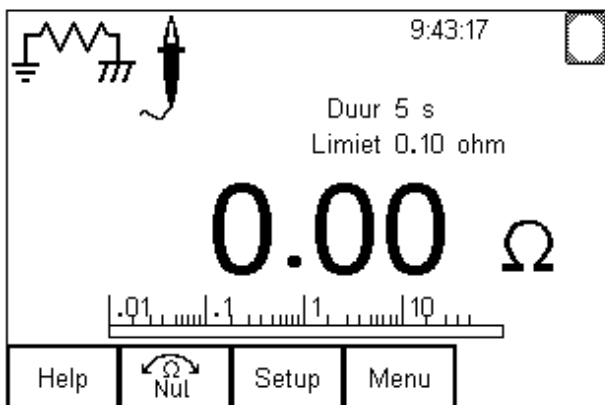 9:43:17
Duur 5 s
Limiet 0.10 ohm
0.00 Ω
.01 .1 1 10
Help Ω Nul Setup Menu